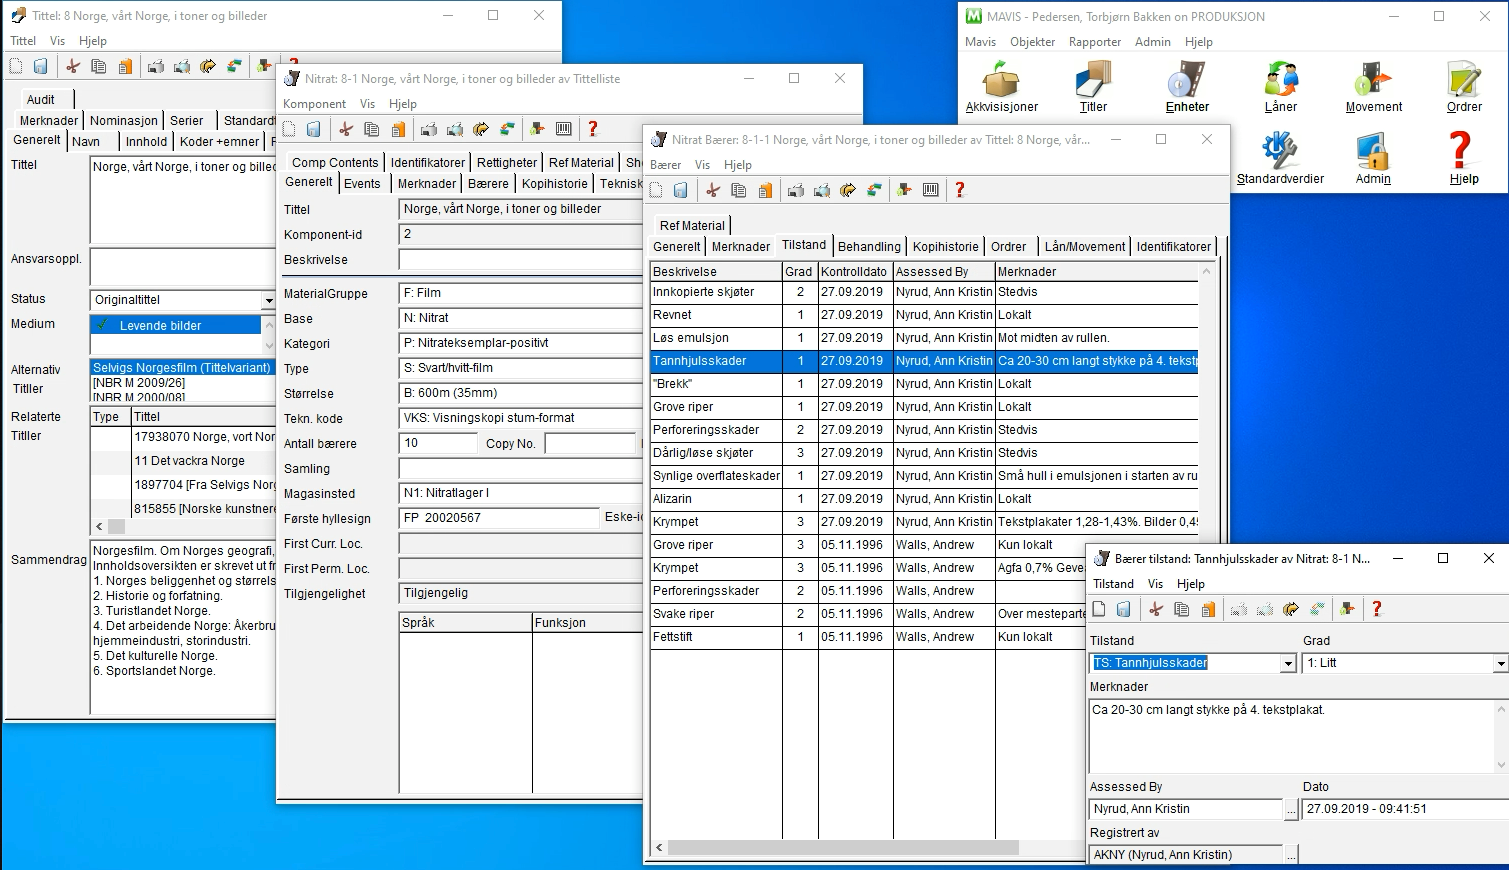 Tittel: 8 Norge, vårt Norge, i toner og billeder
Tittel Vis Hjelp
Audit
Merknader Nominasjon Serier
Generelt Navn Innhold Koder +emner
Tittel Norge, vårt Norge, i toner og
Ansvarsoppl.
Status Originaltittel
Medium Levende bilder
Alternativ Titller Selvigs Norgesfilm (Tittelvariant)
[NBR M 2009/26]
[NBR M 2000/08]
Relaterte Titller Type Tittel
17938070 Norge, vort
11 Det vackra Norge
1897704 [Fra Selvigs
815855 [Norske
Sammendrag Norgesfilm. Om Norges geografi,
Innholdsoversikten er skrevet ut
1. Norges beliggenhet og
2. Historie og forfatning.
3. Turistlandet Norge.
4. Det arbeidende Norge:
hjemmeindustri, storindustri.
5. Det kulturelle Norge.
6. Sportslandet Norge.
Nitrat: 8-1 Norge, vårt Norge, i toner og billeder av Tittelliste
Komponent Vis Hjelp
Comp Contents Identifikatorer Rettigheter Ref Material
Generelt Events Merknader Bærere Kopihistorie
Tittel Norge, vårt Norge, i toner og billeder
Komponent-id 2
Beskrivelse
MaterialGruppe F: Film
Base N: Nitrat
Kategori P: Nitrateksemplar-positivt
Type S: Svart/hvitt-film
Størrelse B: 600m (35mm)
Tekn. kode VKS: Visningskopi stum-format
Antall bærere 10 Copy No.
Samling
Magasinsted N1: Nitratlager I
Første hyllesign FP 20020567
First Curr. Loc.
First Perm. Loc.
Tilgjengelighet Tilgjengelig
Språk Funksjon
Nitrat Bærer: 8-1-1 Norge, vårt Norge, i toner og billeder av Tittel: 8 Norge, vår...
Bærer Vis Hjelp
Ref Material
Generelt Merknader Tilstand Behandling Kopihistorie Ordrer Lån/Movement Identifikatorer
Beskrivelse Grad Kontrolldato Assessed By Merknader
Innkopierte skjøter 2 27.09.2019 Nyrud, Ann Kristin Stedvis
Revnet 1 27.09.2019 Nyrud, Ann Kristin Lokalt
Løs emulsjon 1 27.09.2019 Nyrud, Ann Kristin Mot midten av rullen.
Tannhjulsskader 1 27.09.2019 Nyrud, Ann Kristin Ca 20-30 cm langt stykke på 4.
"Brekk" 1 27.09.2019 Nyrud, Ann Kristin Lokalt
Grove riper 1 27.09.2019 Nyrud, Ann Kristin Lokalt
Perforeringsskader 2 27.09.2019 Nyrud, Ann Kristin Stedvis
Dårlig/løse skjøter 3 27.09.2019 Nyrud, Ann Kristin Stedvis
Synlige overflateskader 1 27.09.2019 Nyrud, Ann Kristin Små hull i emulsjonen i starten av
Alizarin 1 27.09.2019 Nyrud, Ann Kristin Lokalt
Krympet 3 27.09.2019 Nyrud, Ann Kristin Tekstplakater 1,28-1,43%. Bilder
Grove riper 3 05.11.1996 Walls, Andrew Kun lokalt
Krympet 3 05.11.1996 Walls, Andrew Agfa 0,7%
Perforeringsskader 2 05.11.1996 Walls, Andrew
Svake riper 2 05.11.1996 Walls, Andrew Over
Fettstift 1 05.11.1996 Walls, Andrew Kun lokalt
MAVIS - Pedersen, Torbjørn Bakken on PRODUKSJON
Mavis Objekter Rapporter Admin Hjelp
Akkvisisjoner Titler Enheter Låner Movement Ordrer
Standardverdier Admin Hjelp
Bærer tilstand: Tannhjulsskader av Nitrat: 8-1 N...
Tilstand Vis Hjelp
Tilstand Grad
TS: Tannhjulsskader 1: Litt
Merknader
Ca 20-30 cm langt stykke på 4. tekstplakat.
Assessed By Dato
Nyrud, Ann Kristin ... 27.09.2019 - 09:41:51
Registrert av
AKNY (Nyrud, Ann Kristin) ...